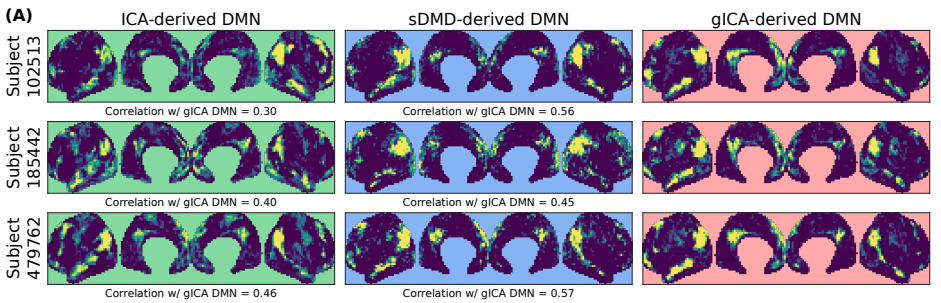 (A)
ICA-derived DMN
sDMD-derived DMN
gICA-derived DMN
Subject
102513
Correlation w/ gICA DMN = 0.30
Correlation w/ gICA DMN = 0.56
Subject
185442
Correlation w/ gICA DMN = 0.40
Correlation w/ gICA DMN = 0.45
Subject
479762
Correlation w/ gICA DMN = 0.46
Correlation w/ gICA DMN = 0.57